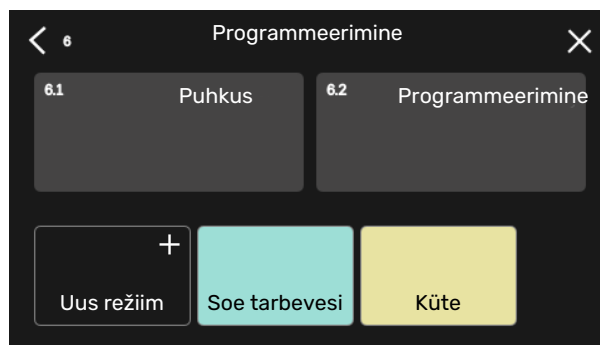 6 Programmeerimine
6.1 Puhkus
6.2 Programmeerimine
Uus režiim
Soe tarbevesi
Küte